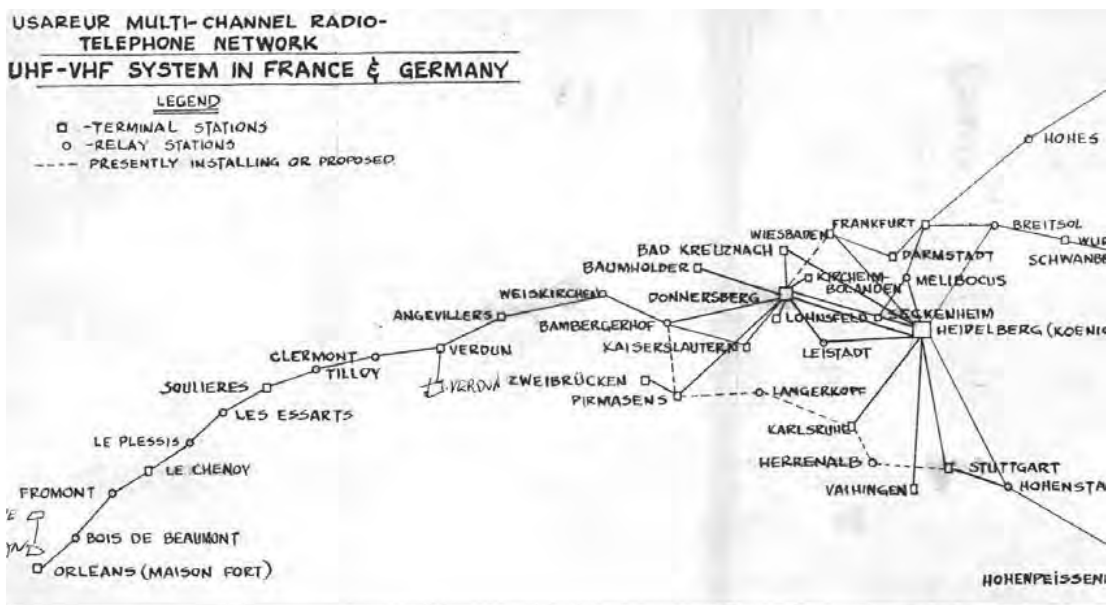 USAREUR MULTI-CHANNEL RADIO-
TELEPHONE NETWORK
UHF-VHF SYSTEM IN FRANCE & GERMANY
LEGEND
□ -TERMINAL STATIONS
○ -RELAY STATIONS
---- PRESENTLY INSTALLING OR PROPOSED
HOHES
FRANKFURT
BREITSOL
WIESBADEN
WUR
BAD KREUZNACH
DARMSTADT
SCHWANBE
BAUMHOLDER
KIRCHEIM-
BOLANDEN
MELIBOCUS
WEISKIRCHEN
DONNERSBERG
ANGEVILLERS
BAMBERGERHOF
LOHNSFELD
SECKENHEIM
HEIDELBERG (KOENIG
CLERMONT
VERDUN
KAISERSLAUTERN
LEISTADT
TILLOY
SOULIERES
VERDUN
ZWEIBRÜCKEN
PIRMASENS
LANGERKOPF
LES ESSARTS
KARLSRUHE
LE PLESSIS
LE CHENOY
HERRENALB
STUTTGART
FROMONT
VAIHINGEN
HOHENSTA
BOIS DE BEAUMONT
ORLEANS (MAISON FORT)
HOHENPEISSEN